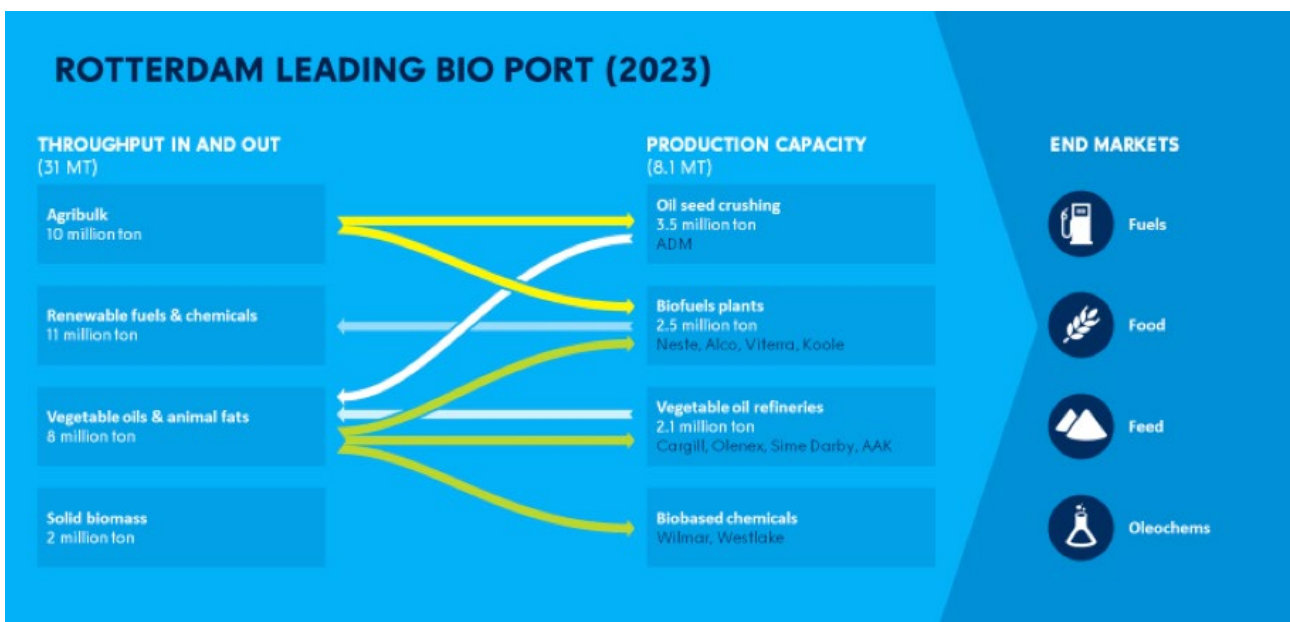 ROTTERDAM LEADING BIO PORT (2023)
THROUGHPUT IN AND OUT
(31 MT)
Agribulk
10 million ton
Renewable fuels & chemicals
11 million ton
Vegetable oils & animal fats
8 million ton
Solid biomass
2 million ton
PRODUCTION CAPACITY
(8.1 MT)
Oil seed crushing
3.5 million ton
ADM
Biofuels plants
2.5 million ton
Neste, Alco, Viterra, Koole
Vegetable oil refineries
2.1 million ton
Cargill, Olenex, Sime Darby, AAK
Biobased chemicals
Wilmar, Westlake
END MARKETS
Fuels
Food
Feed
Oleochems